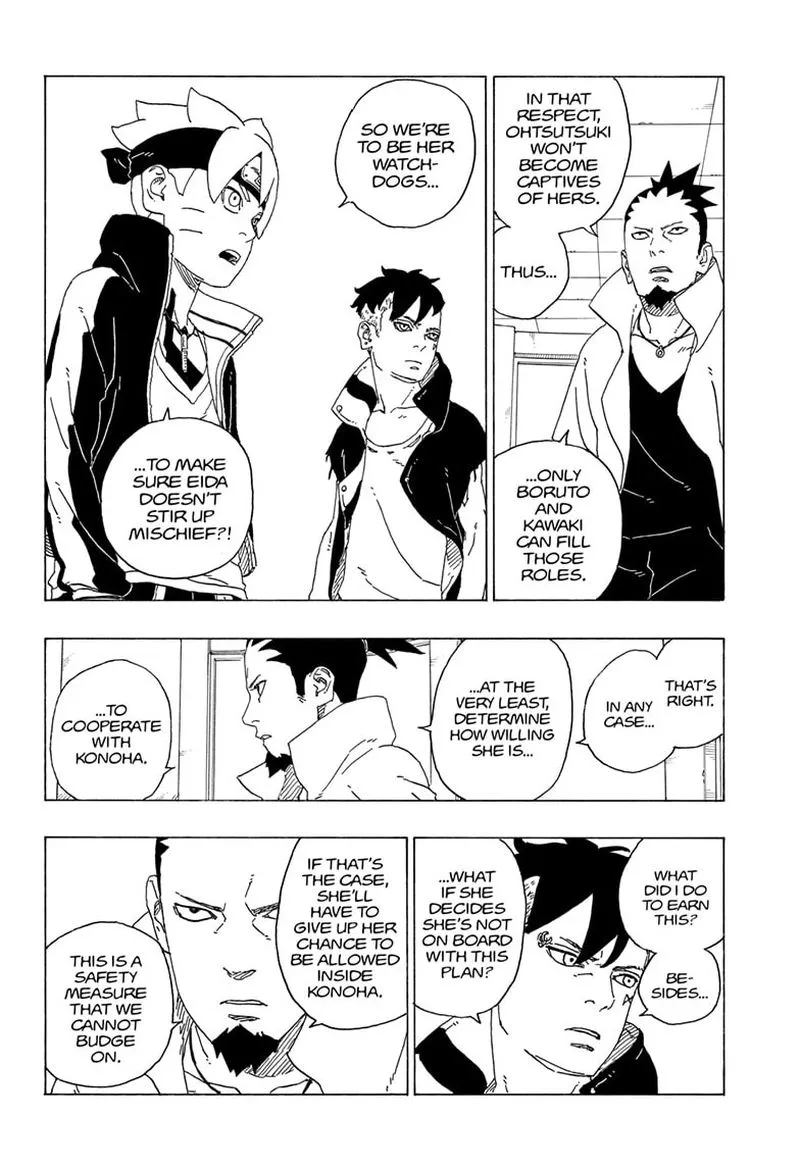 IN THAT
RESPECT,
OHTSUTSUKI
WON'T
BECOME
CAPTIVES
OF HERS.
THUS...
...ONLY
BORUTO
AND
KAWAKI
CAN FILL
THOSE
ROLES.
SO WE'RE
TO BE HER
WATCH-
DOGS...
...TO MAKE
SURE EIDA
DOESN'T
STIR UP
MISCHIEF?!
THAT'S
RIGHT.
IN ANY
CASE...
...AT THE
VERY LEAST,
DETERMINE
HOW WILLING
SHE IS...
...TO
COOPERATE
WITH
KONOHA.
WHAT
DID I DO
TO EARN
THIS?
BE-
SIDES...
...WHAT
IF SHE
DECIDES
SHE'S NOT
ON BOARD
WITH THIS
PLAN?
IF THAT'S
THE CASE,
SHE'LL
HAVE TO
GIVE UP HER
CHANCE TO
BE ALLOWED
INSIDE
KONOHA.
THIS IS A
SAFETY
MEASURE
THAT WE
CANNOT
BUDGE
ON.